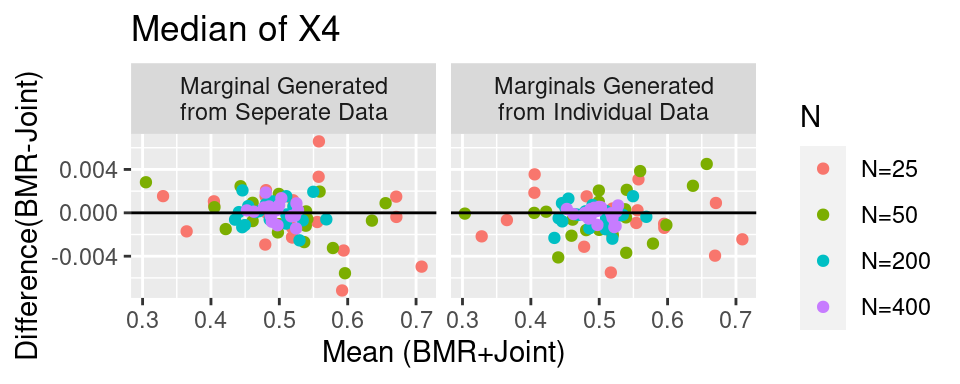 Median of X4
Marginal Generated
from Seperate Data
Marginals Generated
from Individual Data
Difference(BMR-Joint)
0.004
0.000
-0.004
0.3 0.4 0.5 0.6 0.7
0.3 0.4 0.5 0.6 0.7
Mean (BMR+Joint)
N
N=25
N=50
N=200
N=400